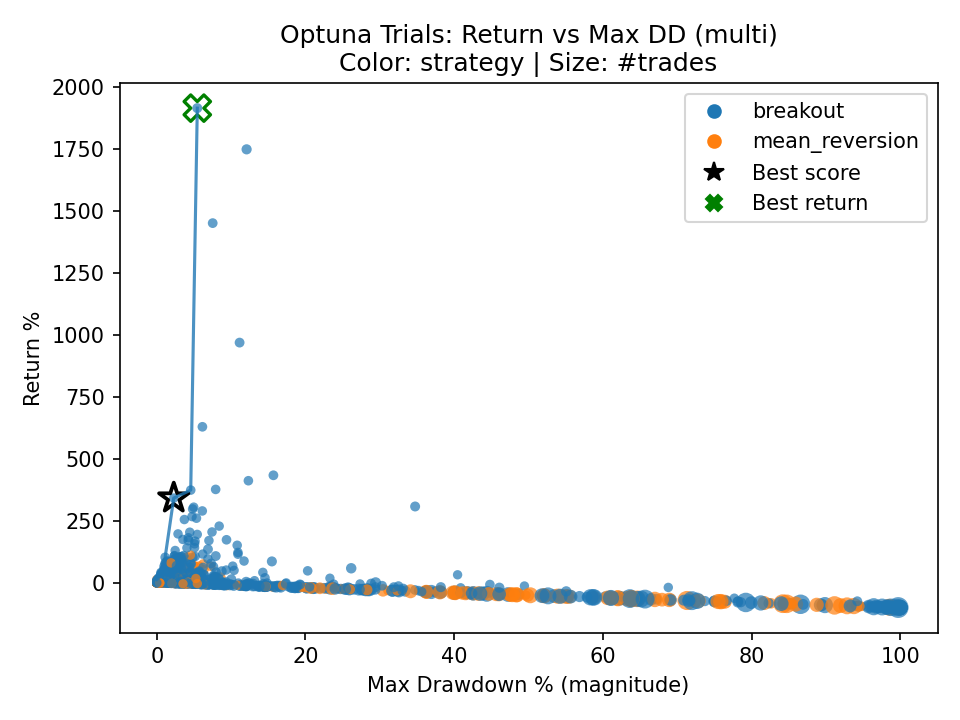 Optuna Trials: Return vs Max DD (multi)
Color: strategy | Size: #trades
2000
1750
1500
1250
1000
750
500
250
0
Return %
breakout
mean_reversion
Best score
Best return
0
20
40
60
80
100
Max Drawdown % (magnitude)